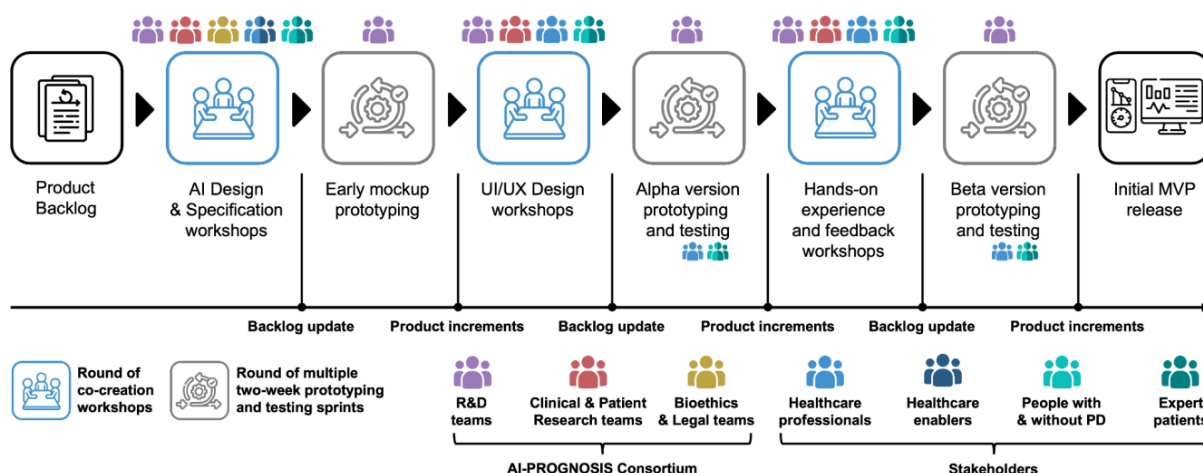 Product
Backlog
AI Design
& Specification
workshops
Early mockup
prototyping
UI/UX Design
workshops
Alpha version
prototyping
and testing
Hands-on
experience
and feedback
workshops
Beta version
prototyping
and testing
Initial MVP
release
Backlog update
Product increments
Backlog update
Product increments
Backlog update
Product increments
Round of
co-creation
workshops
Round of multiple
two-week prototyping
and testing sprints
R&D
teams
Clinical & Patient
Research teams
Bioethics
& Legal teams
Healthcare
professionals
Healthcare
enablers
People with
& without PD
Expert
patients
AI-PROGNOSIS Consortium
Stakeholders